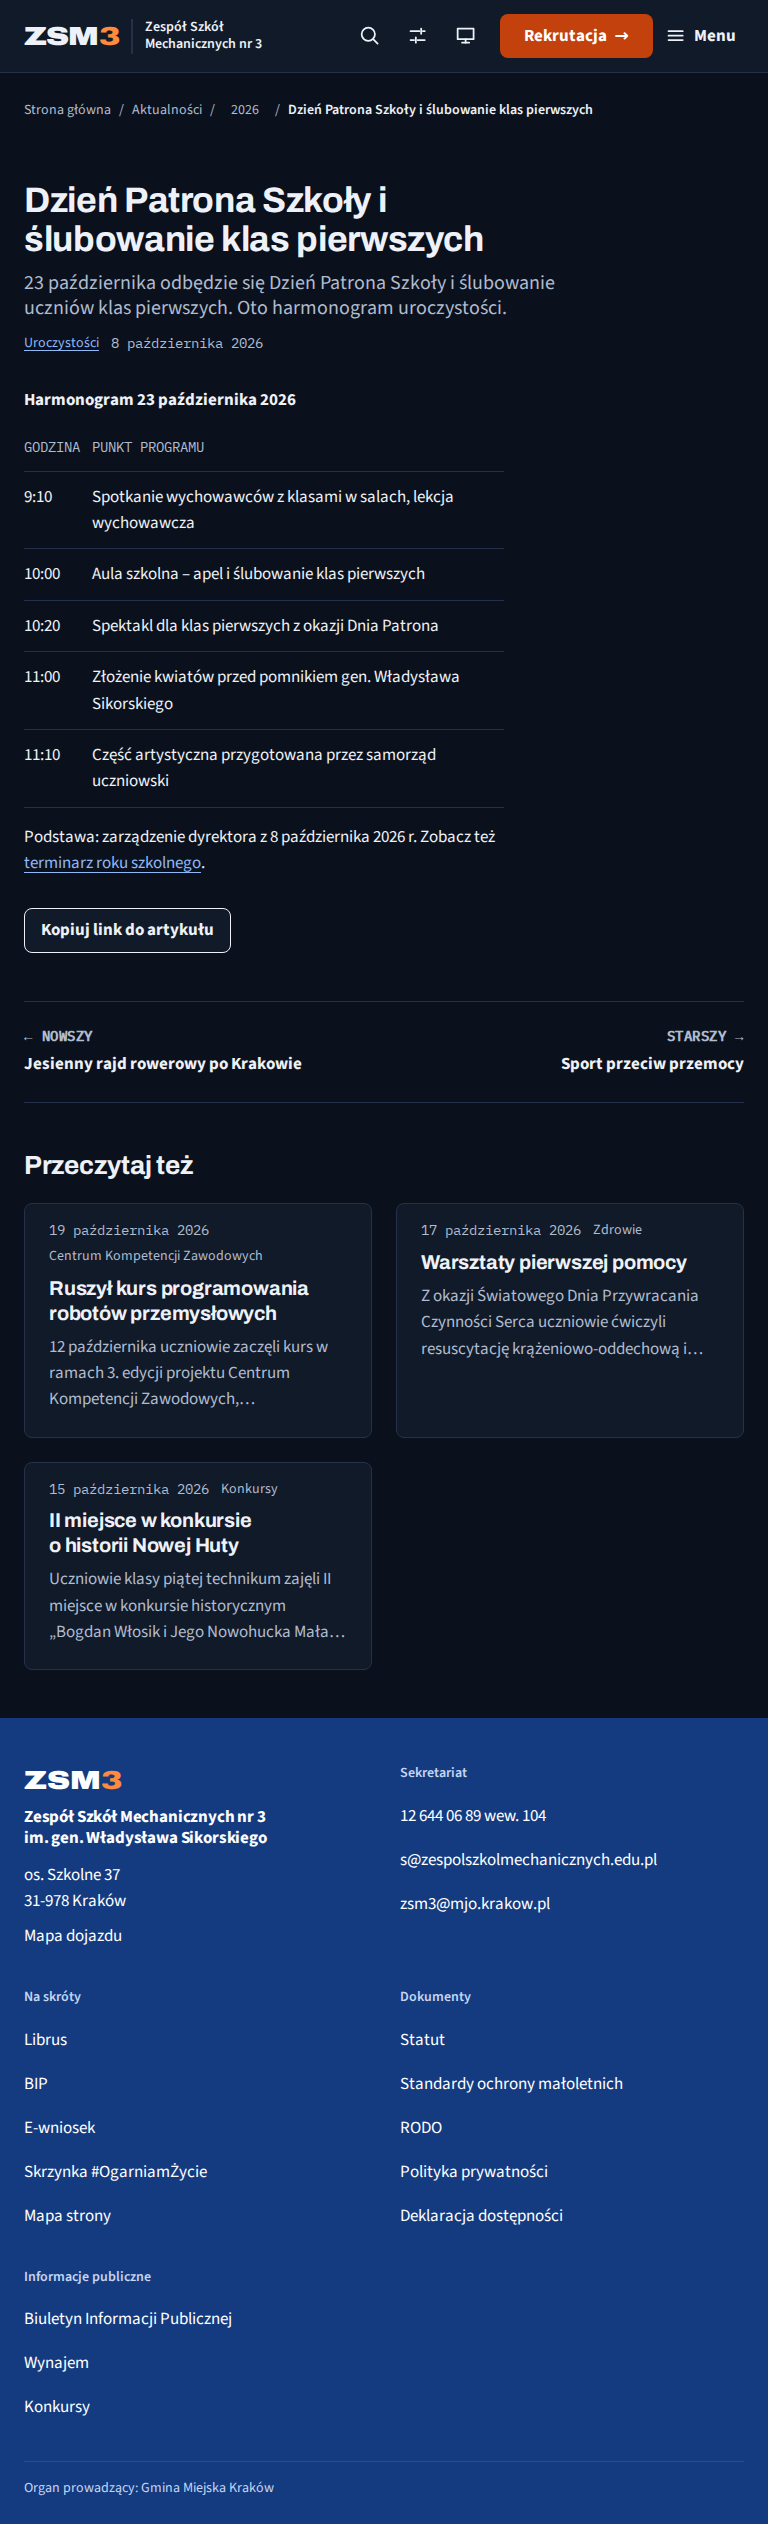 ZSM3
Zespół Szkół
Mechanicznych nr 3
Rekrutacja →
Menu
Strona główna / Aktualności / 2026 / Dzień Patrona Szkoły i ślubowanie klas pierwszych
Dzień Patrona Szkoły i
ślubowanie klas pierwszych
23 października odbędzie się Dzień Patrona Szkoły i ślubowanie
uczniów klas pierwszych. Oto harmonogram uroczystości.
Uroczystości 8 października 2026
Harmonogram 23 października 2026
GODZINA PUNKT PROGRAMU
9:10 Spotkanie wychowawców z klasami w salach, lekcja
wychowawcza
10:00 Aula szkolna – apel i ślubowanie klas pierwszych
10:20 Spektakl dla klas pierwszych z okazji Dnia Patrona
11:00 Złożenie kwiatów przed pomnikiem gen. Władysława
Sikorskiego
11:10 Część artystyczna przygotowana przez samorząd
uczniowski
Podstawa: zarządzenie dyrektora z 8 października 2026 r. Zobacz też
terminarz roku szkolnego.
Kopiuj link do artykułu
← NOWSZY
Jesienny rajd rowerowy po Krakowie
STARSZY →
Sport przeciw przemocy
Przeczytaj też
19 października 2026
Centrum Kompetencji Zawodowych
Ruszył kurs programowania
robotów przemysłowych
12 października uczniowie zaczęli kurs w
ramach 3. edycji projektu Centrum
Kompetencji Zawodowych,…
17 października 2026 Zdrowie
Warsztaty pierwszej pomocy
Z okazji Światowego Dnia Przywracania
Czynności Serca uczniowie ćwiczyli
resuscytację krążeniowo-oddechową i…
15 października 2026 Konkursy
II miejsce w konkursie
o historii Nowej Huty
Uczniowie klasy piątej technikum zajęli II
miejsce w konkursie historycznym
„Bogdan Włosik i Jego Nowohucka Mała…
ZSM3
Zespół Szkół Mechanicznych nr 3
im. gen. Władysława Sikorskiego
os. Szkolne 37
31-978 Kraków
Mapa dojazdu
Sekretariat
12 644 06 89 wew. 104
s@zespolszkolmechanicznych.edu.pl
zsm3@mjo.krakow.pl
Na skróty
Librus
BIP
E-wniosek
Skrzynka #OgarniamŻycie
Mapa strony
Dokumenty
Statut
Standardy ochrony małoletnich
RODO
Polityka prywatności
Deklaracja dostępności
Informacje publiczne
Biuletyn Informacji Publicznej
Wynajem
Konkursy
Organ prowadzący: Gmina Miejska Kraków